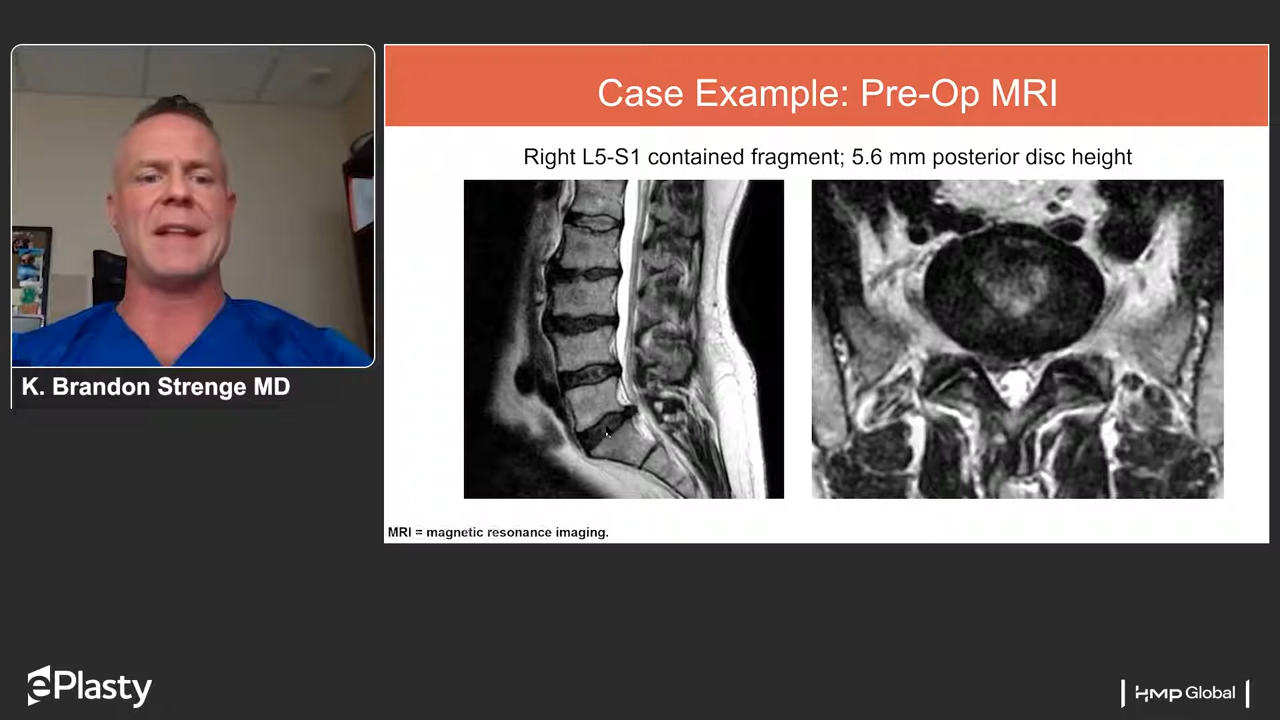 Case Example: Pre-Op MRI
Right L5-S1 contained fragment; 5.6 mm posterior disc height
K. Brandon Strenge MD
MRI = magnetic resonance imaging.
ePlasty
HMP Global